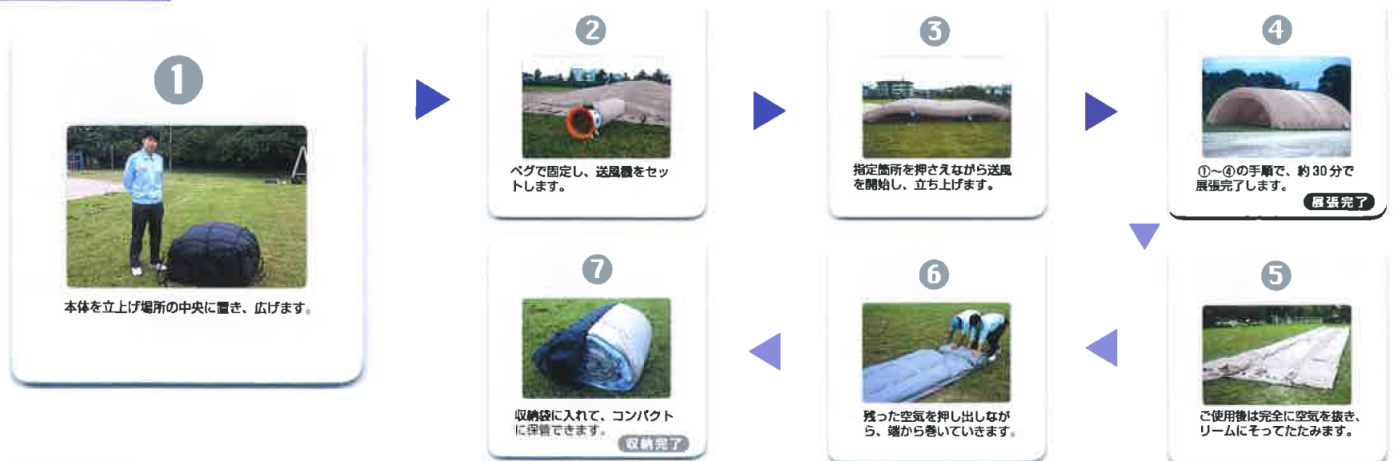 1
本体を立上げ場所の中央に置き、広げます。
2
ペグで固定し、送風機をセッ
トします。
3
指定箇所を押さえながら送風
を開始し、立ち上げます。
4
①～④の手順で、約30分で
展張完了します。
展張完了
5
ご使用後は完全に空気を抜き、
リームにそってたたみます。
6
残った空気を押し出しなが
ら、端から巻いていきます。
7
収納袋に入れて、コンパクト
に保管できます。
収納完了